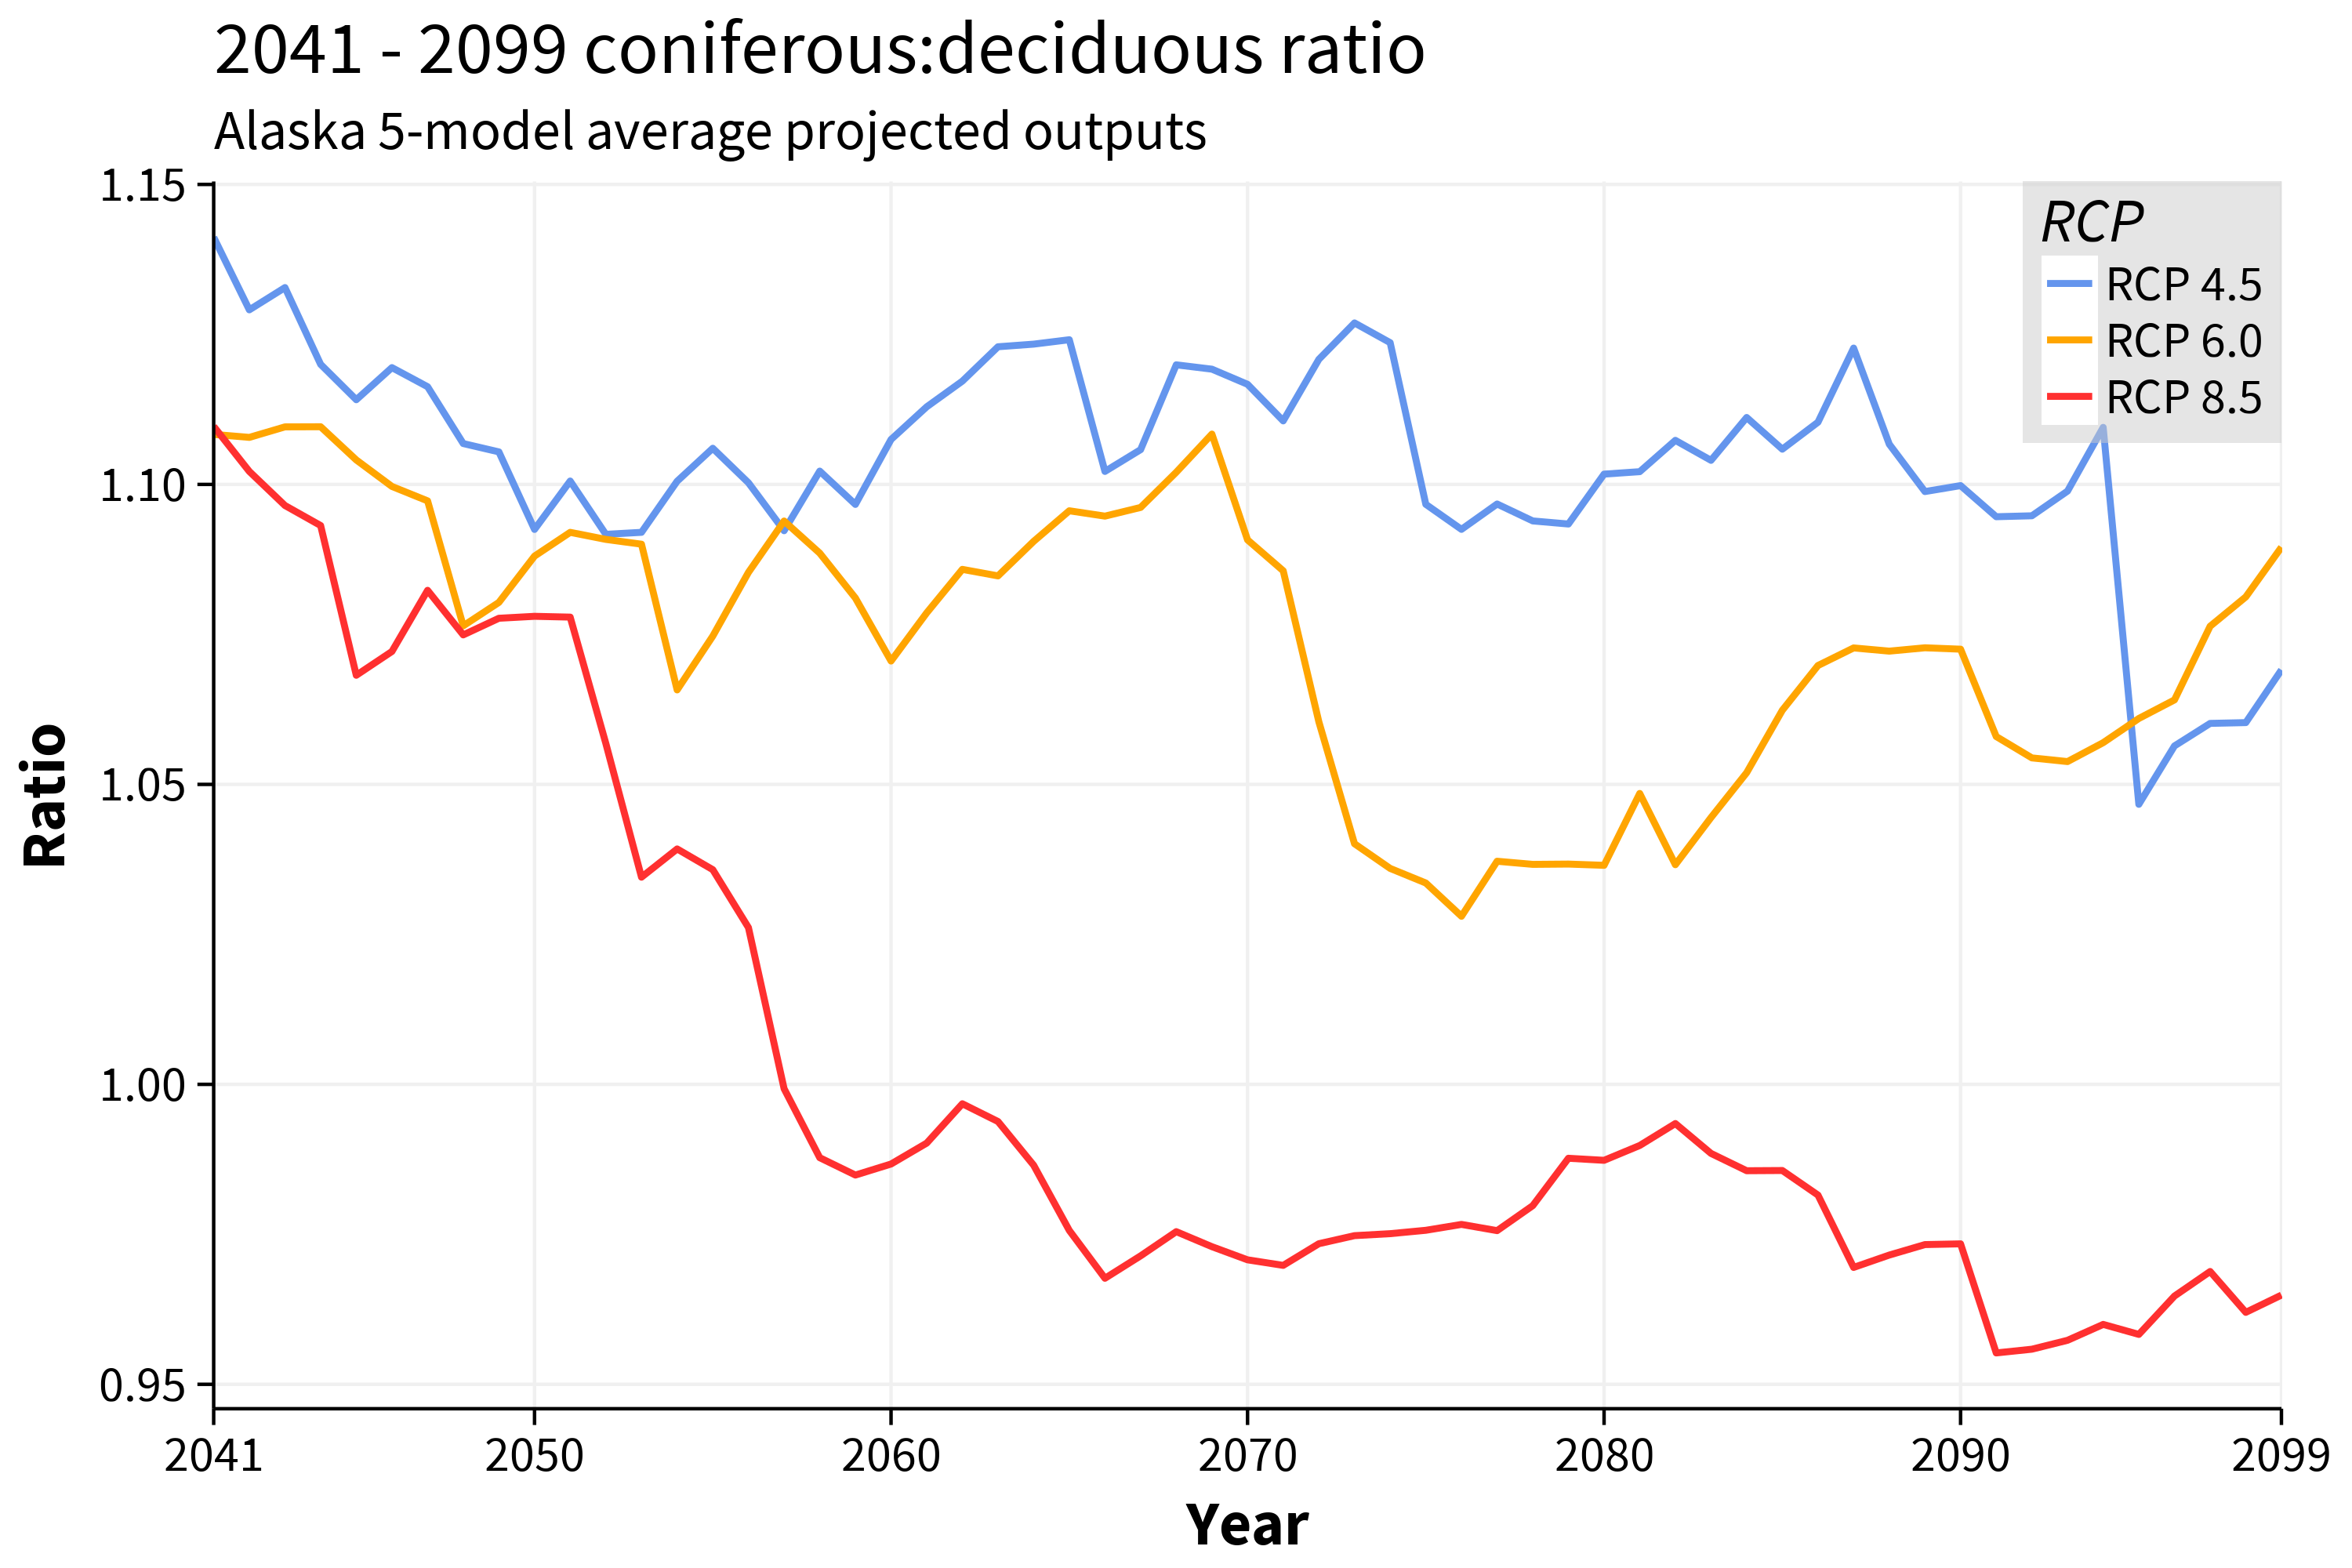 2041 - 2099 coniferous:deciduous ratio
Alaska 5-model average projected outputs
RCP
RCP 4.5
RCP 6.0
RCP 8.5
1.15
1.10
1.05
1.00
0.95
Ratio
2041 2050 2060 2070 2080 2090 2099
Year